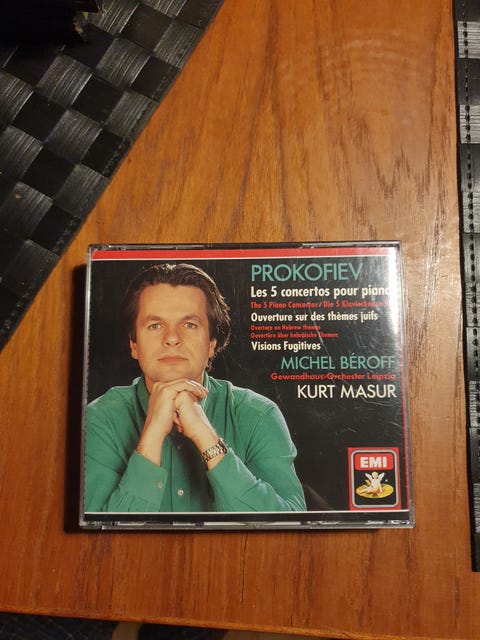 PROKOFIEV
Les 5 concertos pour piano
The 5 Piano Concertos / Die 5 Klavierkonzerte
Ouverture sur des thèmes juifs
Overture on Hebrew themes
Ouvertüre über hebräische Themen
Visions Fugitives
MICHEL BÉROFF
Gewandhaus-Orchester Leipzig
KURT MASUR
EMI